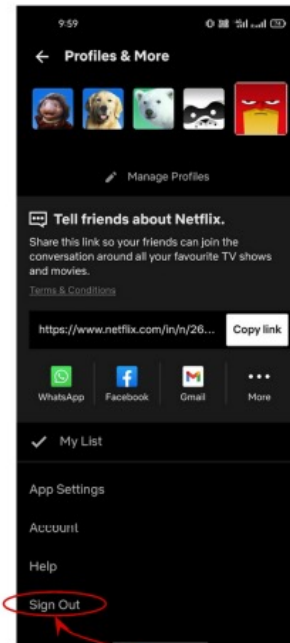 9:59
Profiles & More
Manage Profiles
Tell friends about Netflix.
Share this link so your friends can join the
conversation around all your favourite TV shows
and movies.
Terms & Conditions
https://www.netflix.com/in/n/26...
Copy link
WhatsApp
Facebook
Gmail
More
My List
App Settings
Account
Help
Sign Out